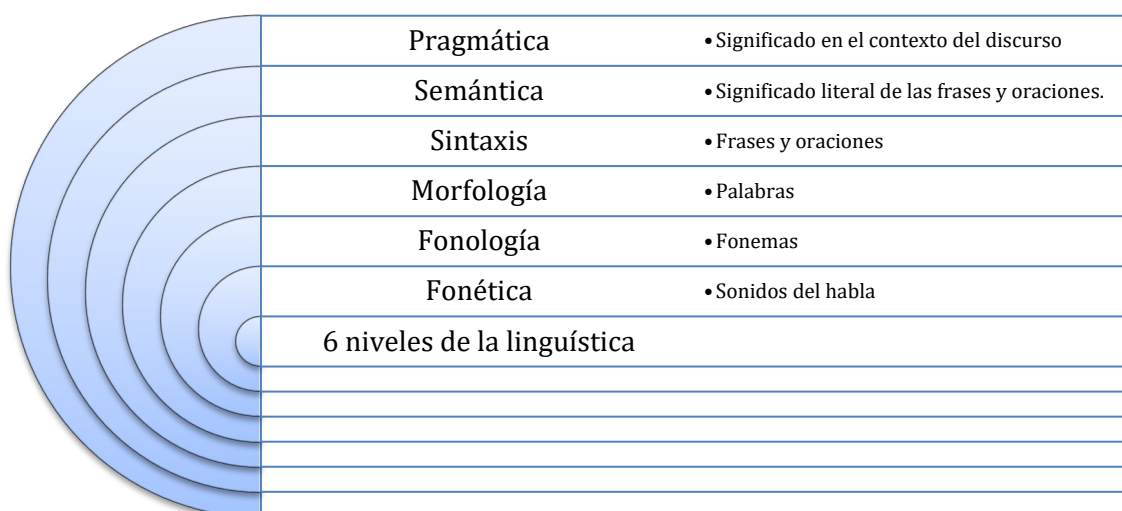 Pragmática
• Significado en el contexto del discurso
Semántica
• Significado literal de las frases y oraciones.
Sintaxis
• Frases y oraciones
Morfología
• Palabras
Fonología
• Fonemas
Fonética
• Sonidos del habla
6 niveles de la linguística